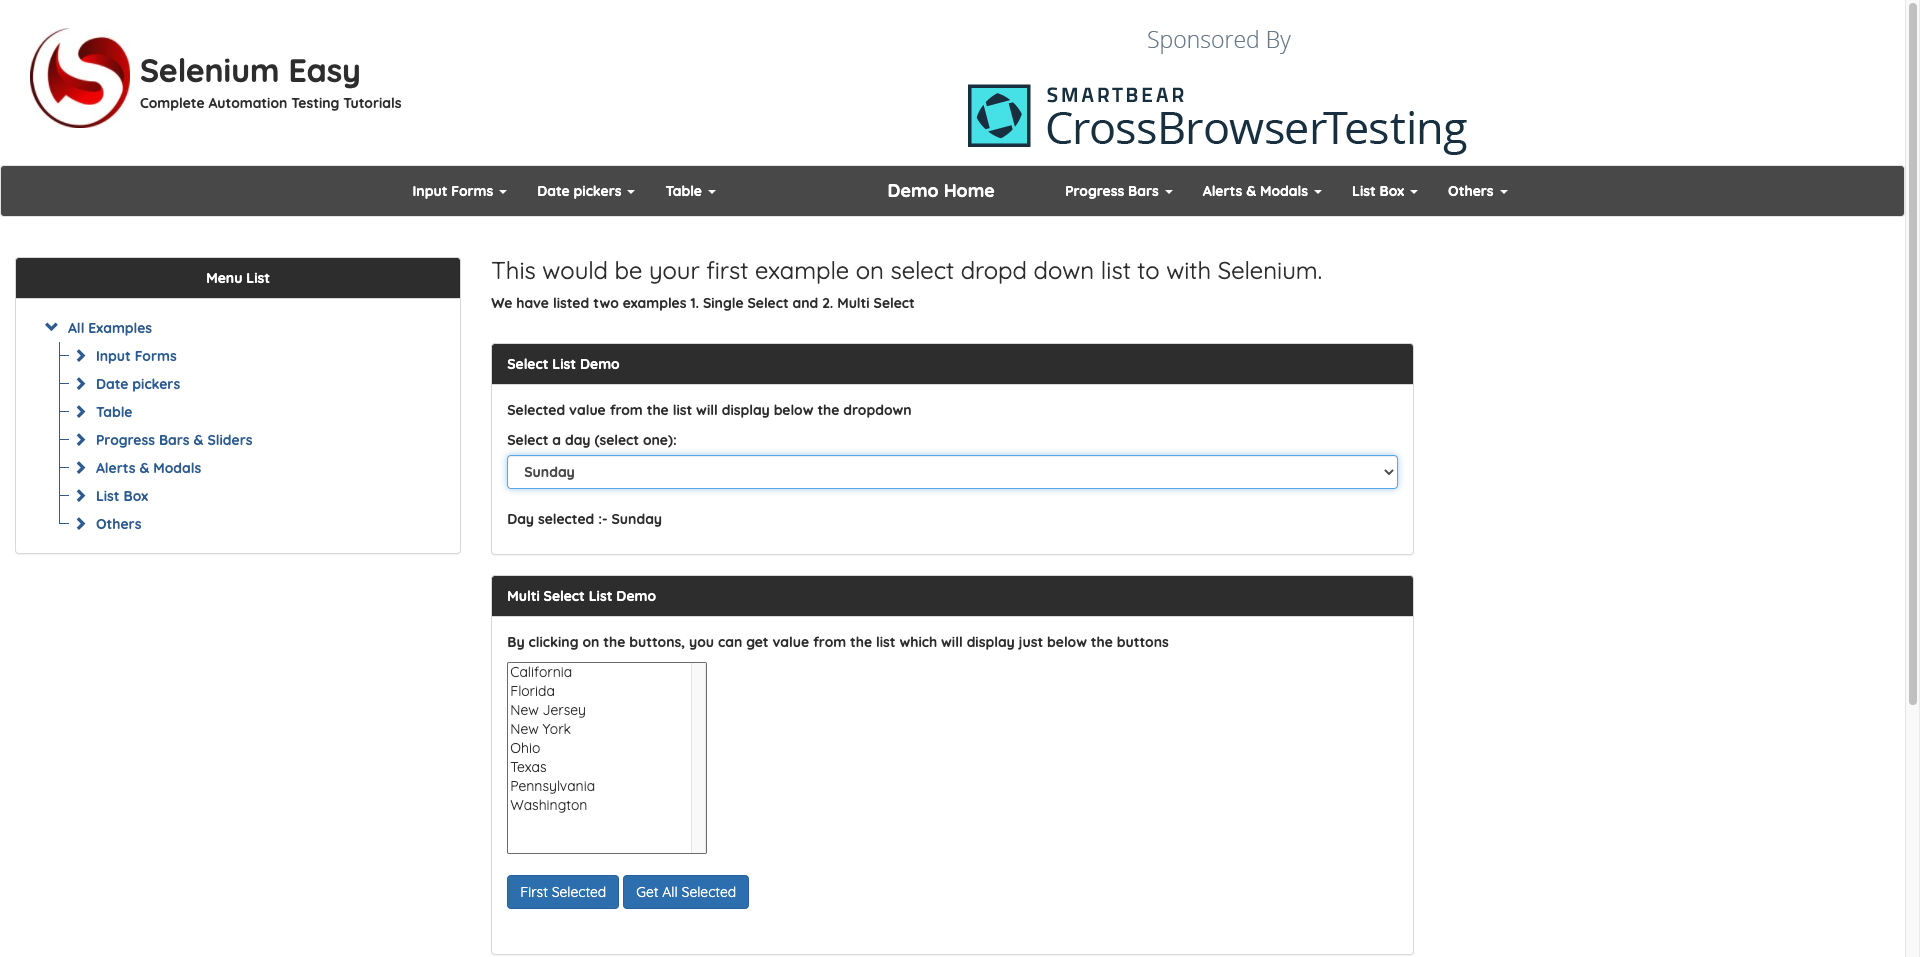 Selenium Easy
Complete Automation Testing Tutorials
Sponsored By
SMARTBEAR
CrossBrowserTesting
Input Forms Date pickers Table Demo Home Progress Bars Alerts & Modals List Box Others
Menu List
All Examples
Input Forms
Date pickers
Table
Progress Bars & Sliders
Alerts & Modals
List Box
Others
This would be your first example on select dropd down list to with Selenium.
We have listed two examples 1. Single Select and 2. Multi Select
Select List Demo
Selected value from the list will display below the dropdown
Select a day (select one):
Sunday
Day selected :- Sunday
Multi Select List Demo
By clicking on the buttons, you can get value from the list which will display just below the buttons
California
Florida
New Jersey
New York
Ohio
Texas
Pennsylvania
Washington
First Selected Get All Selected